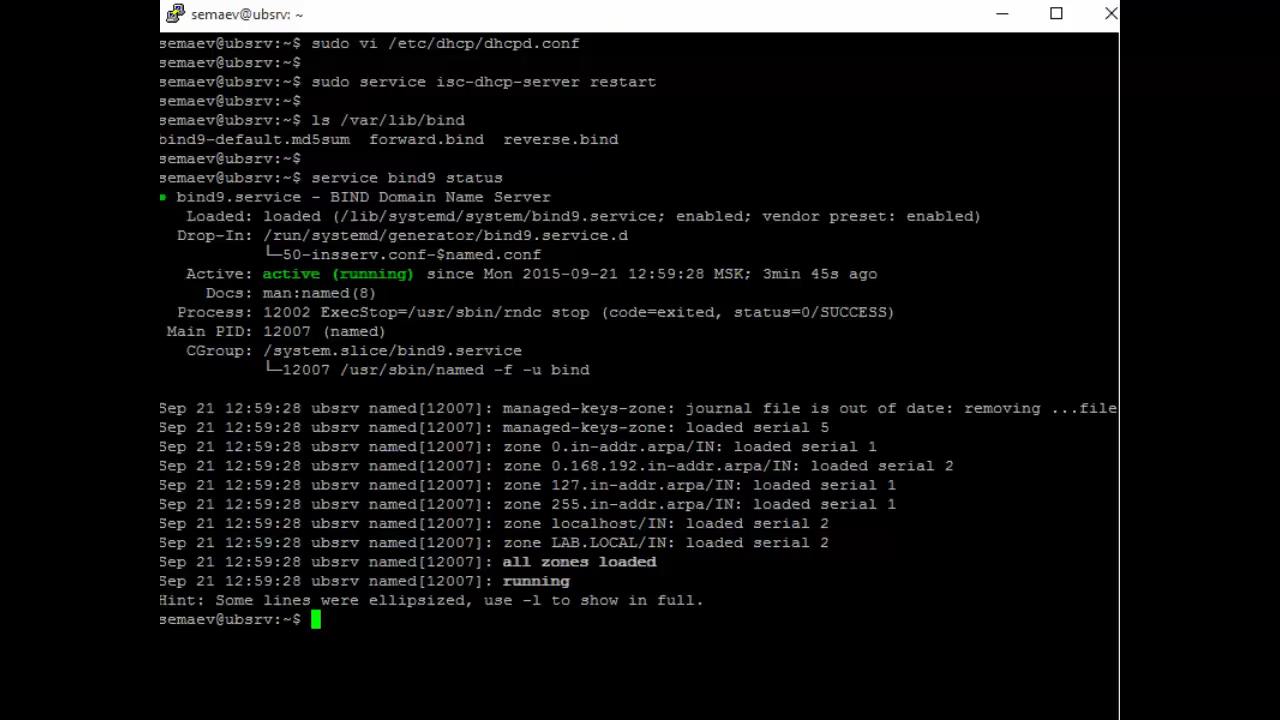 semaev@ubsrv: ~
semaev@ubsrv:~$ sudo vi /etc/dhcp/dhcpd.conf
semaev@ubsrv:~$
semaev@ubsrv:~$ sudo service isc-dhcp-server restart
semaev@ubsrv:~$
semaev@ubsrv:~$ ls /var/lib/bind
bind9-default.md5sum  forward.bind  reverse.bind
semaev@ubsrv:~$
semaev@ubsrv:~$ service bind9 status
bind9.service - BIND Domain Name Server
Loaded: loaded (/lib/systemd/system/bind9.service; enabled; vendor preset: enabled)
Drop-In: /run/systemd/generator/bind9.service.d
└─50-insserv.conf-$named.conf
Active: active (running) since Mon 2015-09-21 12:59:28 MSK; 3min 45s ago
Docs: man:named(8)
Process: 12002 ExecStop=/usr/sbin/rndc stop (code=exited, status=0/SUCCESS)
Main PID: 12007 (named)
CGroup: /system.slice/bind9.service
└─12007 /usr/sbin/named -f -u bind
Sep 21 12:59:28 ubsrv named[12007]: managed-keys-zone: journal file is out of date: removing ...file
Sep 21 12:59:28 ubsrv named[12007]: managed-keys-zone: loaded serial 5
Sep 21 12:59:28 ubsrv named[12007]: zone 0.in-addr.arpa/IN: loaded serial 1
Sep 21 12:59:28 ubsrv named[12007]: zone 0.168.192.in-addr.arpa/IN: loaded serial 2
Sep 21 12:59:28 ubsrv named[12007]: zone 127.in-addr.arpa/IN: loaded serial 1
Sep 21 12:59:28 ubsrv named[12007]: zone 255.in-addr.arpa/IN: loaded serial 1
Sep 21 12:59:28 ubsrv named[12007]: zone localhost/IN: loaded serial 2
Sep 21 12:59:28 ubsrv named[12007]: zone LAB.LOCAL/IN: loaded serial 2
Sep 21 12:59:28 ubsrv named[12007]: all zones loaded
Sep 21 12:59:28 ubsrv named[12007]: running
Hint: Some lines were ellipsized, use -l to show in full.
semaev@ubsrv:~$